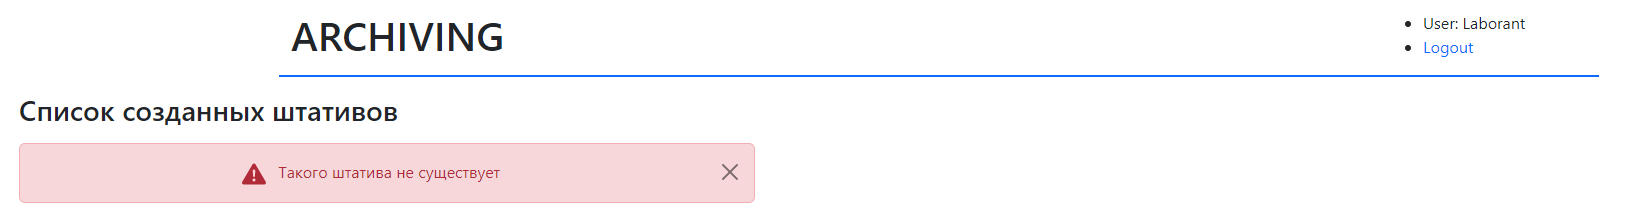 ARCHIVING
User: Laborant
Logout
Список созданных штативов
Такого штатива не существует